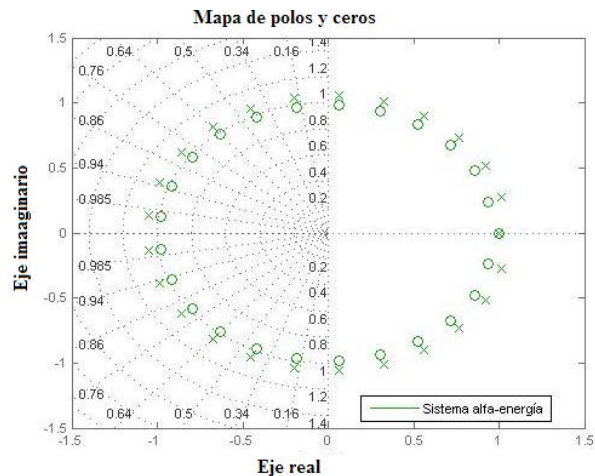 Mapa de polos y ceros
1.5
1
0.5
0
-0.5
-1
-1.5
Eje imaaginario
0.64 0.5 0.34 0.16 1.4
0.76 1.2
0.86 1
0.8
0.94 0.6
0.4
0.985 0.2
0.985 0.2
0.4
0.94 0.6
0.8
0.86 1
1.2
0.76
0.64 0.5 0.34 0.16 1.4
Sistema alfa-energía
-1.5 -1 -0.5 0 0.5 1 1.5
Eje real